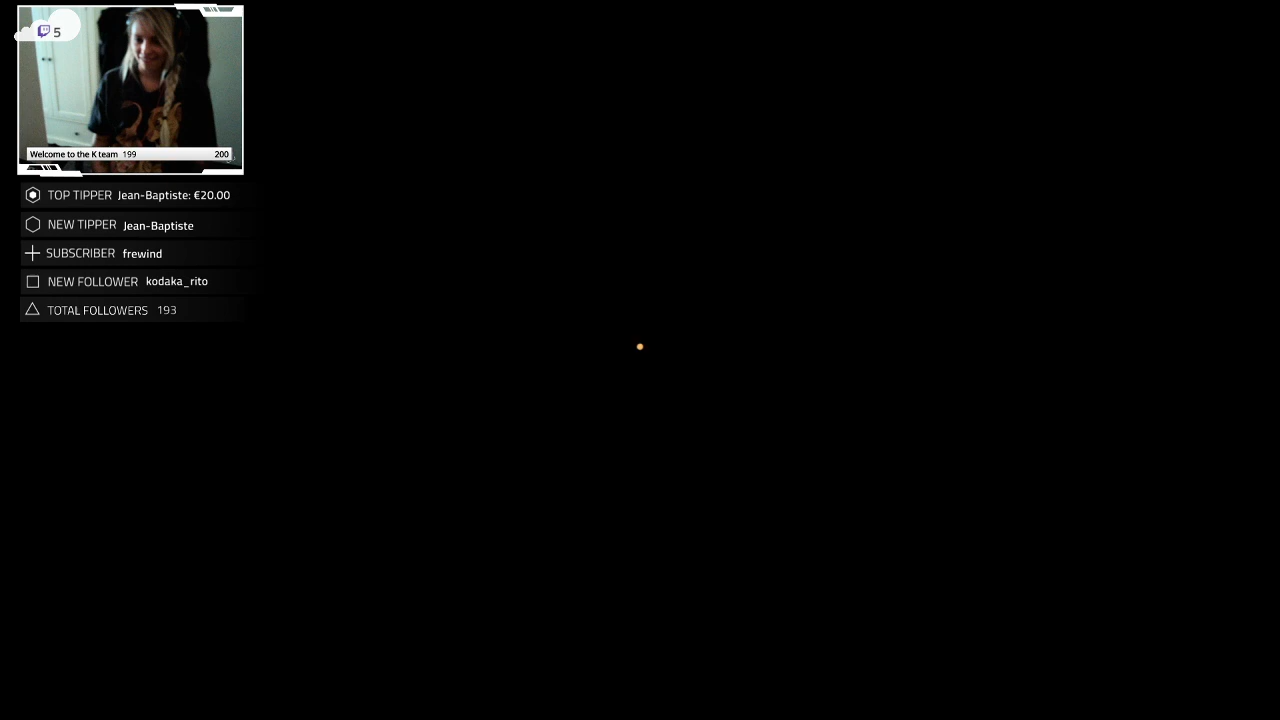 5
Welcome to the K team 199 200
TOP TIPPER Jean-Baptiste: €20.00
NEW TIPPER Jean-Baptiste
SUBSCRIBER frewind
NEW FOLLOWER kodaka_rito
TOTAL FOLLOWERS 193